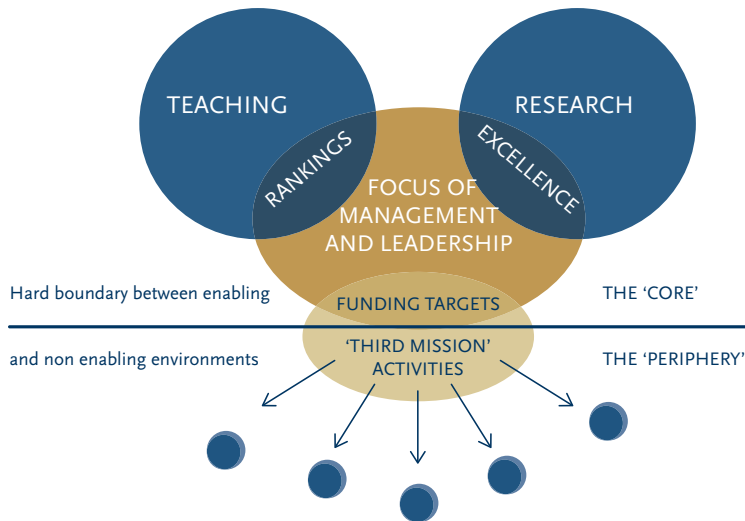 TEACHING
RESEARCH
RANKINGS
EXCELLENCE
FOCUS OF
MANAGEMENT
AND LEADERSHIP
Hard boundary between enabling
FUNDING TARGETS
THE ‘CORE’
and non enabling environments
‘THIRD MISSION’
ACTIVITIES
THE ‘PERIPHERY’